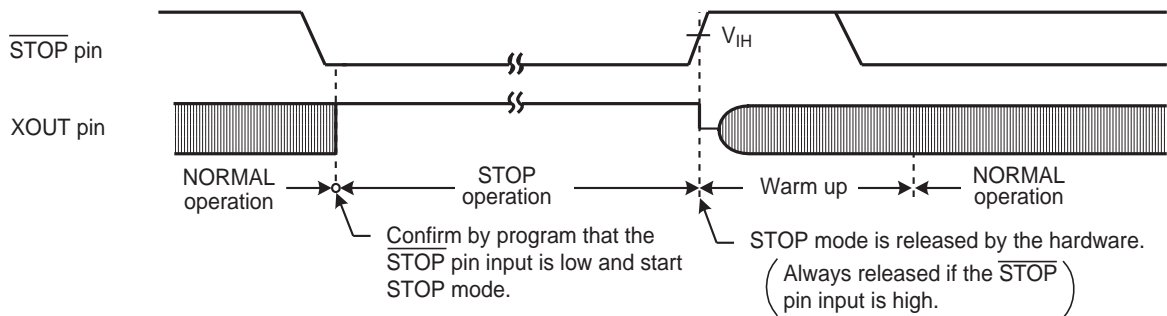 STOP pin
VIH
XOUT pin
NORMAL operation
STOP operation
Warm up
NORMAL operation
Confirm by program that the
STOP pin input is low and start
STOP mode.
STOP mode is released by the hardware.
( Always released if the STOP
pin input is high. )